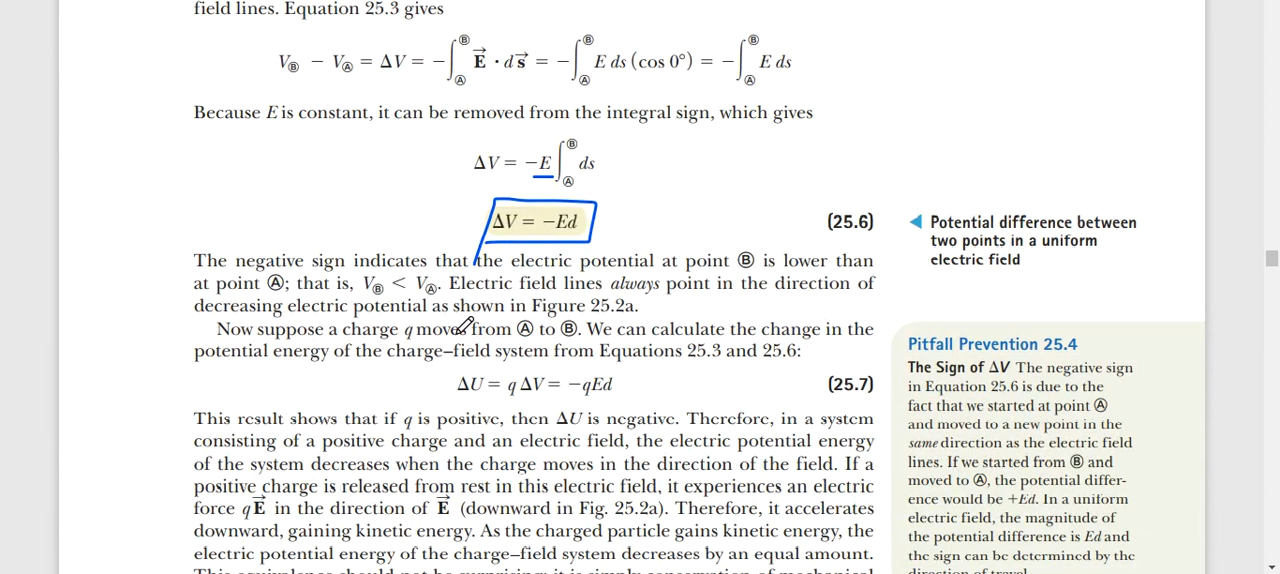 field lines. Equation 25.3 gives
VⒷ − VⒶ = ΔV = −∫ⒶⒷ E⃗ · ds⃗ = −∫ⒶⒷ E ds (cos 0°) = −∫ⒶⒷ E ds
Because E is constant, it can be removed from the integral sign, which gives
ΔV = −E∫ⒶⒷ ds
ΔV = −Ed (25.6)
The negative sign indicates that the electric potential at point Ⓑ is lower than
at point Ⓐ; that is, VⒷ < VⒶ. Electric field lines always point in the direction of
decreasing electric potential as shown in Figure 25.2a.
Now suppose a charge q moves from Ⓐ to Ⓑ. We can calculate the change in the
potential energy of the charge–field system from Equations 25.3 and 25.6:
ΔU = q ΔV = −qEd (25.7)
This result shows that if q is positive, then ΔU is negative. Therefore, in a system
consisting of a positive charge and an electric field, the electric potential energy
of the system decreases when the charge moves in the direction of the field. If a
positive charge is released from rest in this electric field, it experiences an electric
force qE⃗ in the direction of E⃗ (downward in Fig. 25.2a). Therefore, it accelerates
downward, gaining kinetic energy. As the charged particle gains kinetic energy, the
electric potential energy of the charge–field system decreases by an equal amount.
◀ Potential difference between
two points in a uniform
electric field
Pitfall Prevention 25.4
The Sign of ΔV The negative sign
in Equation 25.6 is due to the
fact that we started at point Ⓐ
and moved to a new point in the
same direction as the electric field
lines. If we started from Ⓑ and
moved to Ⓐ, the potential differ-
ence would be +Ed. In a uniform
electric field, the magnitude of
the potential difference is Ed and
the sign can be determined by the